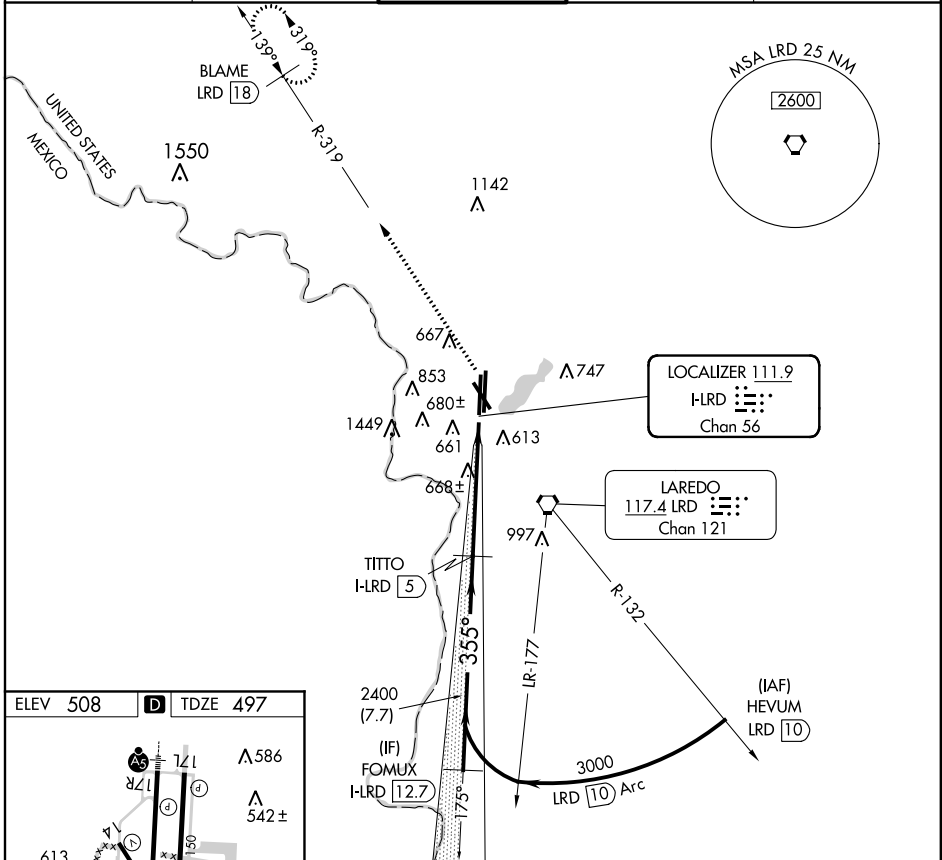 139°
319°
BLAME
LRD 18
MSA LRD 25 NM
2600
UNITED STATES
MEXICO
R-319
1550
1142
667
853
747
680±
1449
661
613
668±
LOCALIZER 111.9
I-LRD
Chan 56
LAREDO
117.4 LRD
Chan 121
997
TITTO
I-LRD 5
355°
R-132
LR-177
2400
(7.7)
(IAF)
HEVUM
LRD 10
(IF)
FOMUX
I-LRD 12.7
175°
3000
LRD 10 Arc
ELEV 508
D
TDZE 497
A5
17L
17R
586
P
P
542±
14
V
150
613